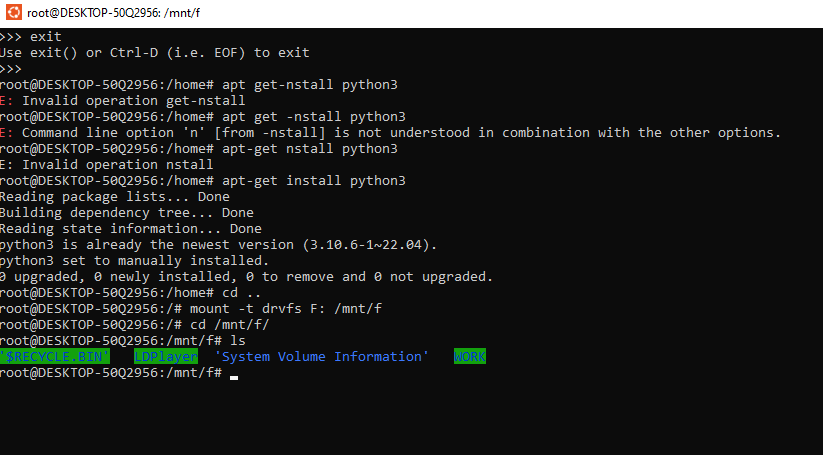 root@DESKTOP-50Q2956: /mnt/f
>>> exit
Use exit() or Ctrl-D (i.e. EOF) to exit
>>>
root@DESKTOP-50Q2956:/home# apt get-nstall python3
E: Invalid operation get-nstall
root@DESKTOP-50Q2956:/home# apt get -nstall python3
E: Command line option 'n' [from -nstall] is not understood in combination with the other options.
root@DESKTOP-50Q2956:/home# apt-get nstall python3
E: Invalid operation nstall
root@DESKTOP-50Q2956:/home# apt-get install python3
Reading package lists... Done
Building dependency tree... Done
Reading state information... Done
python3 is already the newest version (3.10.6-1~22.04).
python3 set to manually installed.
0 upgraded, 0 newly installed, 0 to remove and 0 not upgraded.
root@DESKTOP-50Q2956:/home# cd ..
root@DESKTOP-50Q2956:/# mount -t drvfs F: /mnt/f
root@DESKTOP-50Q2956:/# cd /mnt/f/
root@DESKTOP-50Q2956:/mnt/f# ls
'$RECYCLE.BIN'   LDPlayer  'System Volume Information'   WORK
root@DESKTOP-50Q2956:/mnt/f#